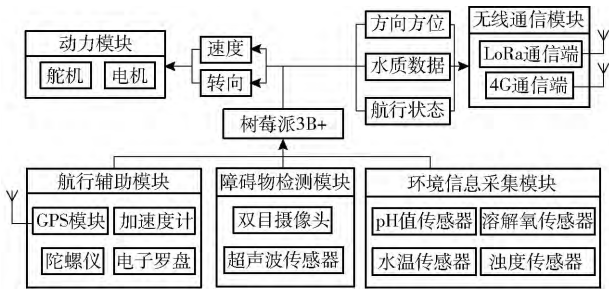 动力模块
舵机 电机
速度
转向
方向方位
水质数据
航行状态
无线通信模块
LoRa通信端
4G通信端
树莓派3B+
航行辅助模块
GPS模块 加速度计
陀螺仪 电子罗盘
障碍物检测模块
双目摄像头
超声波传感器
环境信息采集模块
pH值传感器 溶解氧传感器
水温传感器 浊度传感器